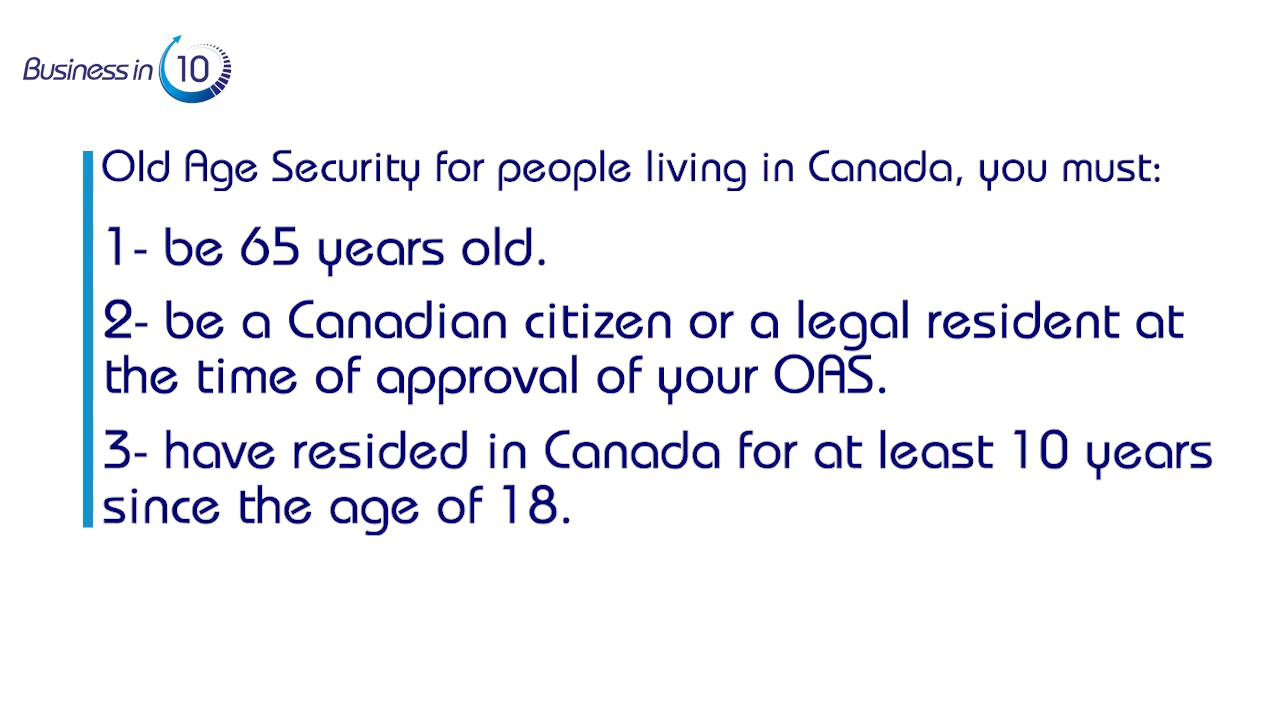 Business in 10
Old Age Security for people living in Canada, you must:
1- be 65 years old.
2- be a Canadian citizen or a legal resident at
the time of approval of your OAS.
3- have resided in Canada for at least 10 years
since the age of 18.